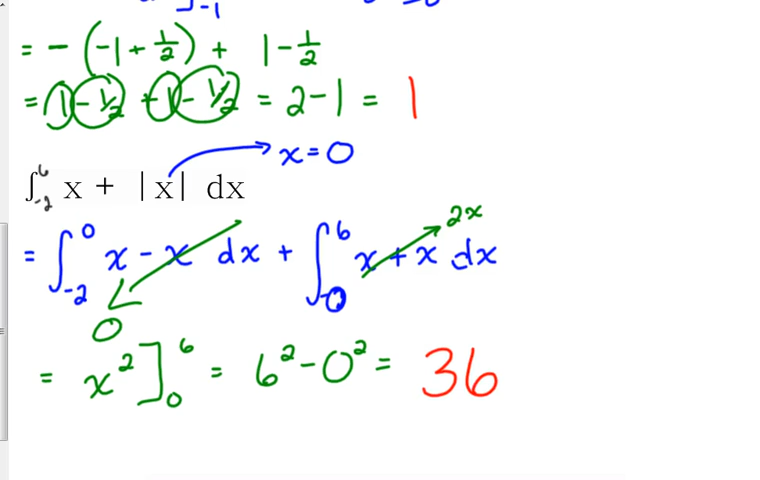 ]₋₁
= - (-1 + 1/2) + 1 - 1/2
= 1 - 1/2 + 1 - 1/2 = 2 - 1 = 1
x = 0
∫₋₂⁶ x + |x| dx
2x
= ∫₋₂⁰ x - x dx + ∫₀⁶ x + x dx
0
= x²]₀⁶ = 6² - 0² = 36